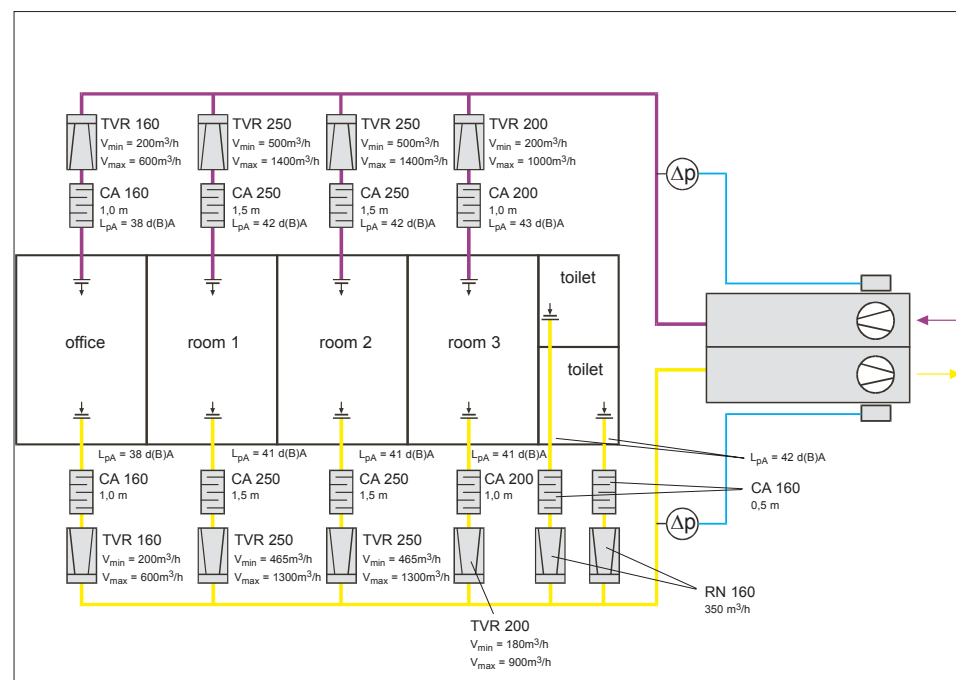 TVR 160
Vmin = 200m³/h
Vmax = 600m³/h
TVR 250
Vmin = 500m³/h
Vmax = 1400m³/h
TVR 250
Vmin = 500m³/h
Vmax = 1400m³/h
TVR 200
Vmin = 200m³/h
Vmax = 1000m³/h
Δp
CA 160
1,0 m
LpA = 38 d(B)A
CA 250
1,5 m
LpA = 42 d(B)A
CA 250
1,5 m
LpA = 42 d(B)A
CA 200
1,0 m
LpA = 43 d(B)A
toilet
office
room 1
room 2
room 3
toilet
LpA = 38 d(B)A
LpA = 41 d(B)A
LpA = 41 d(B)A
LpA = 41 d(B)A
LpA = 42 d(B)A
CA 160
1,0 m
CA 250
1,5 m
CA 250
1,5 m
CA 200
1,0 m
CA 160
0,5 m
Δp
TVR 160
Vmin = 200m³/h
Vmax = 600m³/h
TVR 250
Vmin = 465m³/h
Vmax = 1300m³/h
TVR 250
Vmin = 465m³/h
Vmax = 1300m³/h
RN 160
350 m³/h
TVR 200
Vmin = 180m³/h
Vmax = 900m³/h